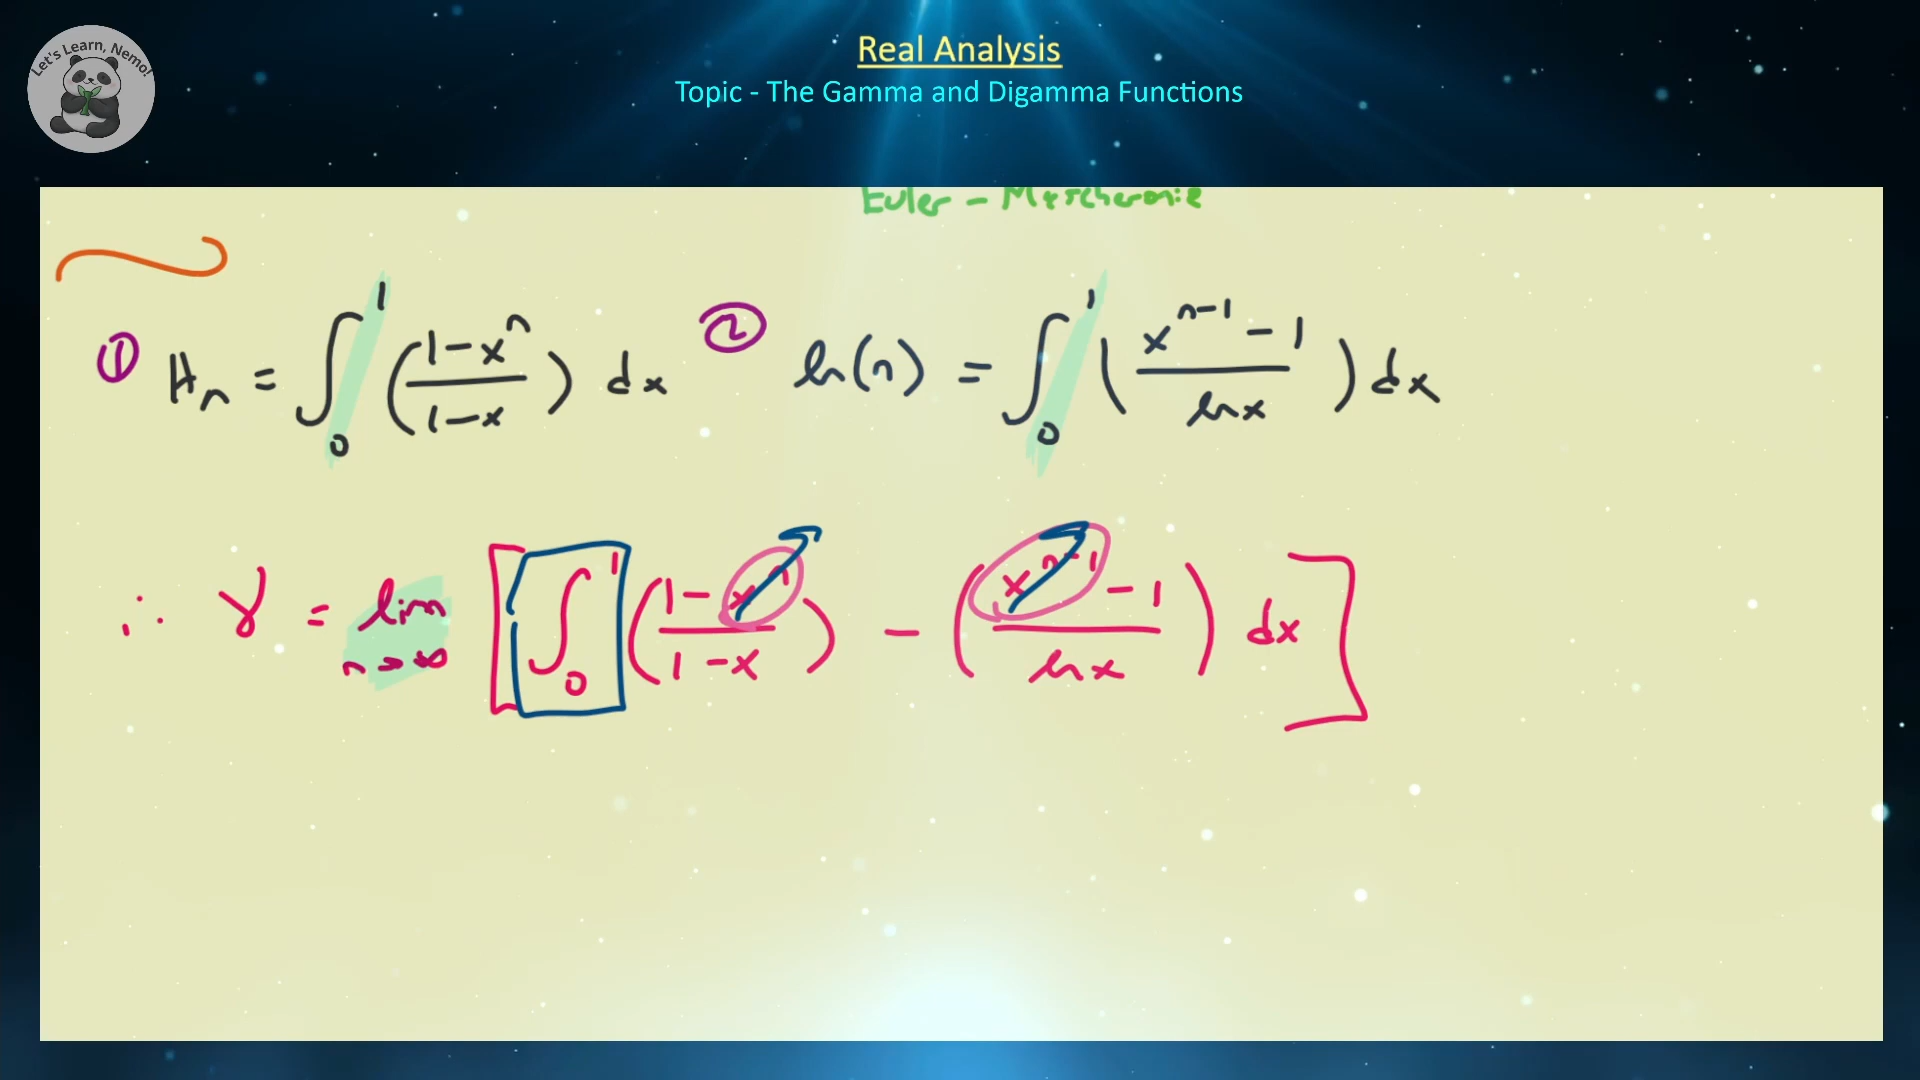 Let's Learn, Nemo!
Real Analysis
Topic - The Gamma and Digamma Functions
Euler - Mascheronie
① Hₙ = ∫₀¹ ((1-xⁿ)/(1-x)) dx ② ln(n) = ∫₀¹ ((xⁿ⁻¹ - 1)/(ln x)) dx
∴ γ = lim n→∞ [∫₀¹ ((1-xⁿ)/(1-x)) - ((xⁿ⁻¹ - 1)/(ln x)) dx]